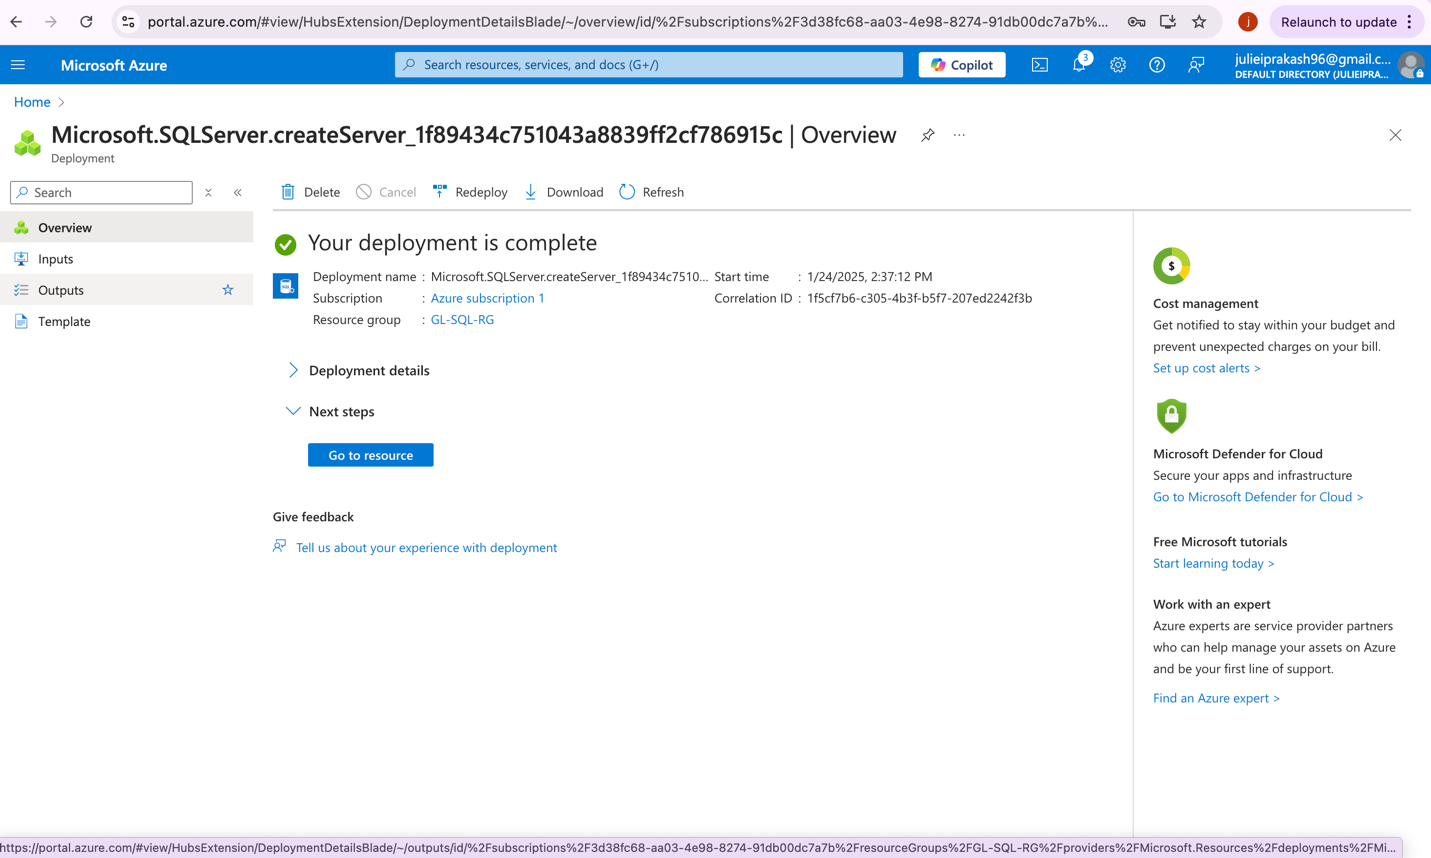 portal.azure.com/#view/HubsExtension/DeploymentDetailsBlade/~/overview/id/%2Fsubscriptions%2F3d38fc68-aa03-4e98-8274-91db00dc7a7b%...
j
Relaunch to update
Microsoft Azure
Search resources, services, and docs (G+/)
Copilot
3
julieiprakash96@gmail.c...
DEFAULT DIRECTORY (JULIEIPRA...
Home
Microsoft.SQLServer.createServer_1f89434c751043a8839ff2cf786915c | Overview
Deployment
Search
Delete
Cancel
Redeploy
Download
Refresh
Overview
Inputs
Outputs
Template
Your deployment is complete
Deployment name : Microsoft.SQLServer.createServer_1f89434c7510...
Subscription : Azure subscription 1
Resource group : GL-SQL-RG
Start time : 1/24/2025, 2:37:12 PM
Correlation ID : 1f5cf7b6-c305-4b3f-b5f7-207ed2242f3b
Deployment details
Next steps
Go to resource
Give feedback
Tell us about your experience with deployment
$
Cost management
Get notified to stay within your budget and
prevent unexpected charges on your bill.
Set up cost alerts >
Microsoft Defender for Cloud
Secure your apps and infrastructure
Go to Microsoft Defender for Cloud >
Free Microsoft tutorials
Start learning today >
Work with an expert
Azure experts are service provider partners
who can help manage your assets on Azure
and be your first line of support.
Find an Azure expert >
https://portal.azure.com/#view/HubsExtension/DeploymentDetailsBlade/~/outputs/id/%2Fsubscriptions%2F3d38fc68-aa03-4e98-8274-91db00dc7a7b%2FresourceGroups%2FGL-SQL-RG%2Fproviders%2FMicrosoft.Resources%2Fdeployments%2FMi...